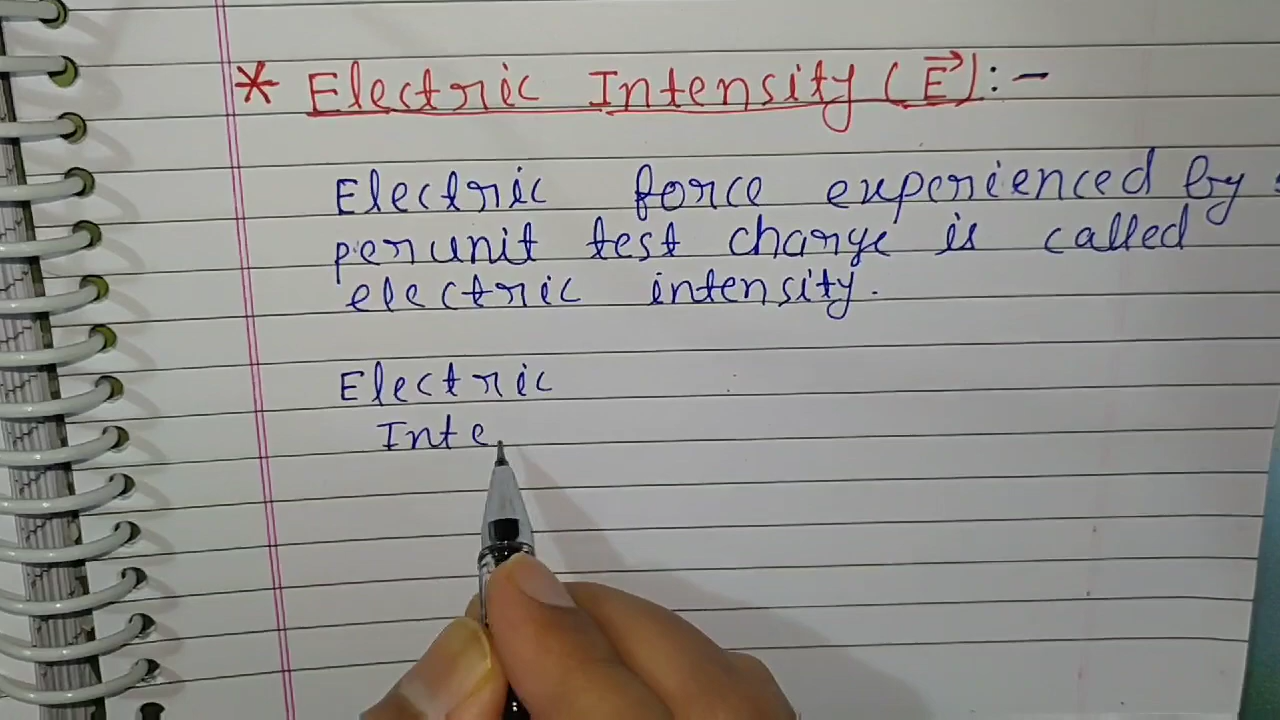 * Electric Intensity (E⃗):-
Electric force experienced by
per unit test charge is called
electric intensity.
Electric
Inte